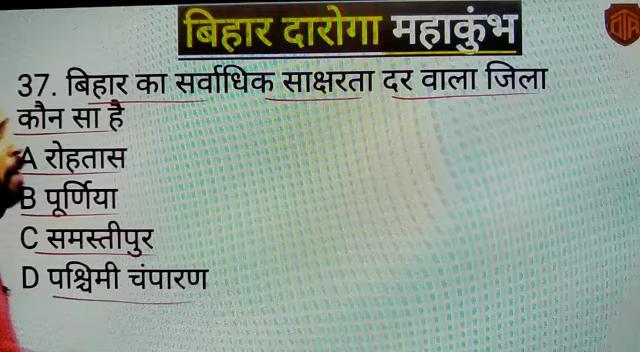 बिहार दारोगा महाकुंभ
37. बिहार का सर्वाधिक साक्षरता दर वाला जिला
कौन सा है
A रोहतास
B पूर्णिया
C समस्तीपुर
D पश्चिमी चंपारण